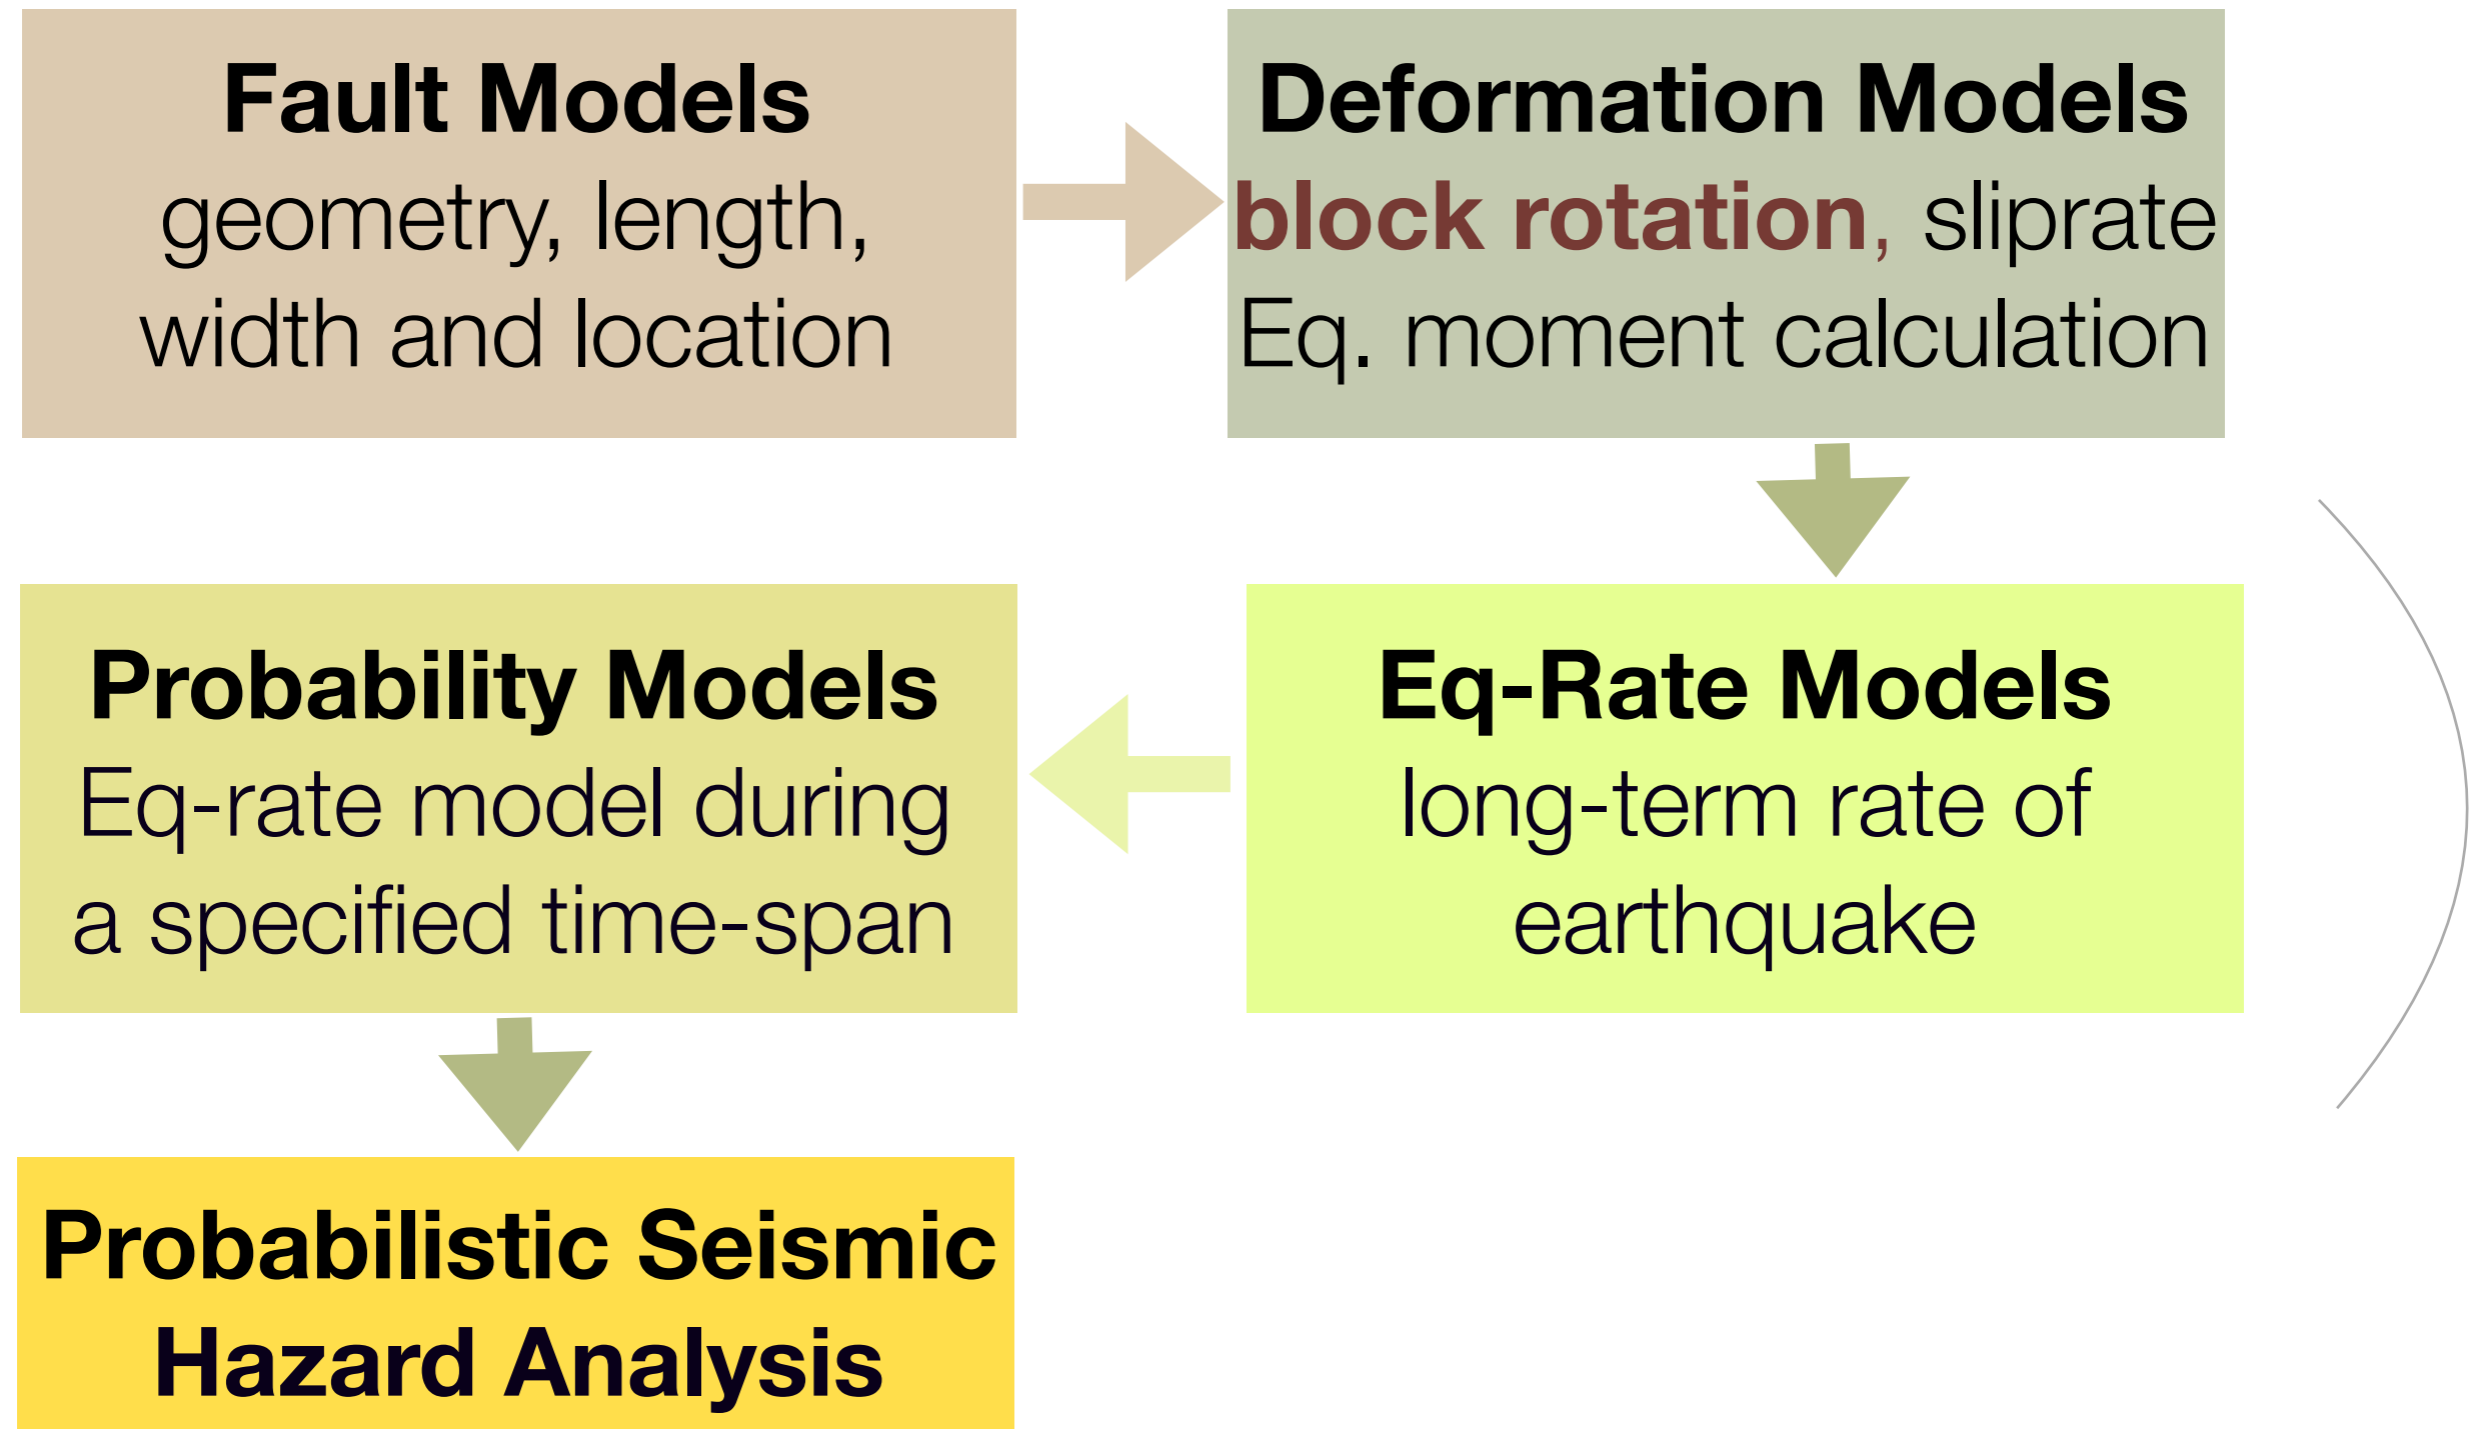 Fault Models
geometry, length,
width and location
Deformation Models
block rotation, sliprate
Eq. moment calculation
Eq-Rate Models
long-term rate of
earthquake
Probability Models
Eq-rate model during
a specified time-span
Probabilistic Seismic
Hazard Analysis